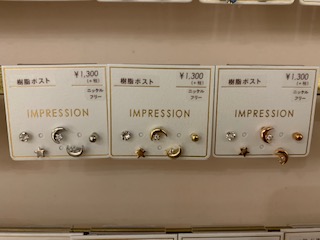 樹脂ポスト ¥1,300
(+税)
ニッケル
フリー
IMPRESSION
樹脂ポスト ¥1,300
(+税)
ニッケル
フリー
IMPRESSION
樹脂ポスト ¥1,300
(+税)
ニッケル
フリー
IMPRESSION